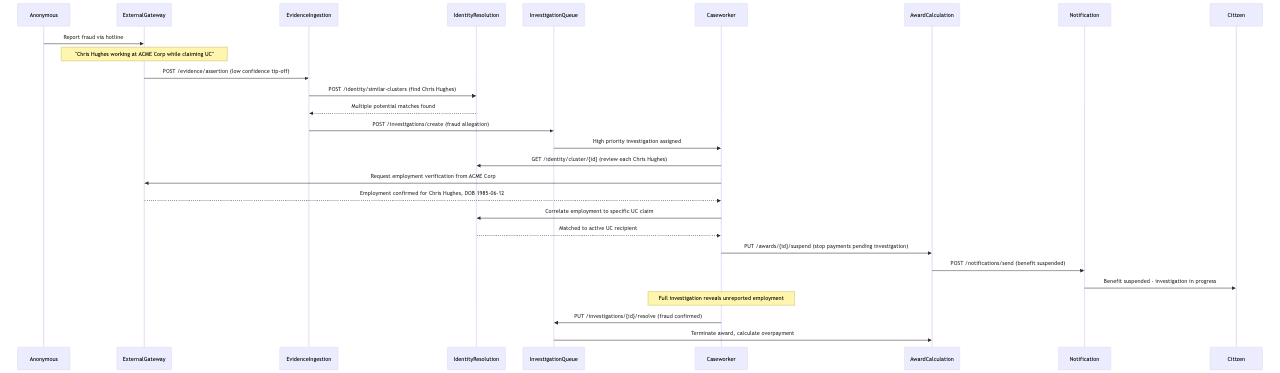 Anonymous ExternalGateway EvidenceIngestion IdentityResolution InvestigationQueue Caseworker AwardCalculation Notification Citizen
Report fraud via hotline
"Chris Hughes working at ACME Corp while claiming UC"
POST /evidence/assertion (low confidence tip-off)
POST /identity/similar-clusters (find Chris Hughes)
Multiple potential matches found
POST /investigations/create (fraud allegation)
High priority investigation assigned
GET /identity/cluster/{id} (review each Chris Hughes)
Request employment verification from ACME Corp
Employment confirmed for Chris Hughes, DOB 1985-06-12
Correlate employment to specific UC claim
Matched to active UC recipient
PUT /awards/{id}/suspend (stop payments pending investigation)
POST /notifications/send (benefit suspended)
Benefit suspended - investigation in progress
Full investigation reveals unreported employment
PUT /investigations/{id}/resolve (fraud confirmed)
Terminate award, calculate overpayment
Anonymous ExternalGateway EvidenceIngestion IdentityResolution InvestigationQueue Caseworker AwardCalculation Notification Citizen